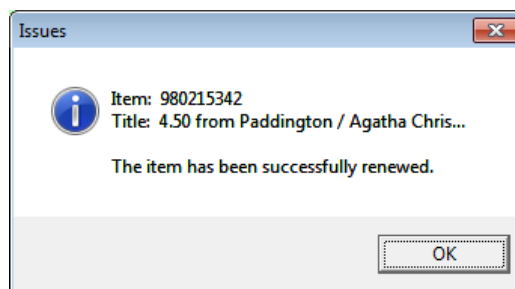 Issues
Item: 980215342
Title: 4.50 from Paddington / Agatha Chris...
The item has been successfully renewed.
OK